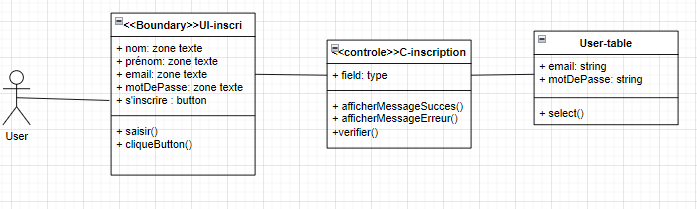 <<Boundary>>UI-inscri
+ nom: zone texte
+ prénom: zone texte
+ email: zone texte
+ motDePasse: zone texte
+ s'inscrire : button
+ saisir()
+ cliqueButton()
User
<<controle>>C-inscription
+ field: type
+ afficherMessageSucces()
+ afficherMessageErreur()
+verifier()
User-table
+ email: string
+ motDePasse: string
+ select()